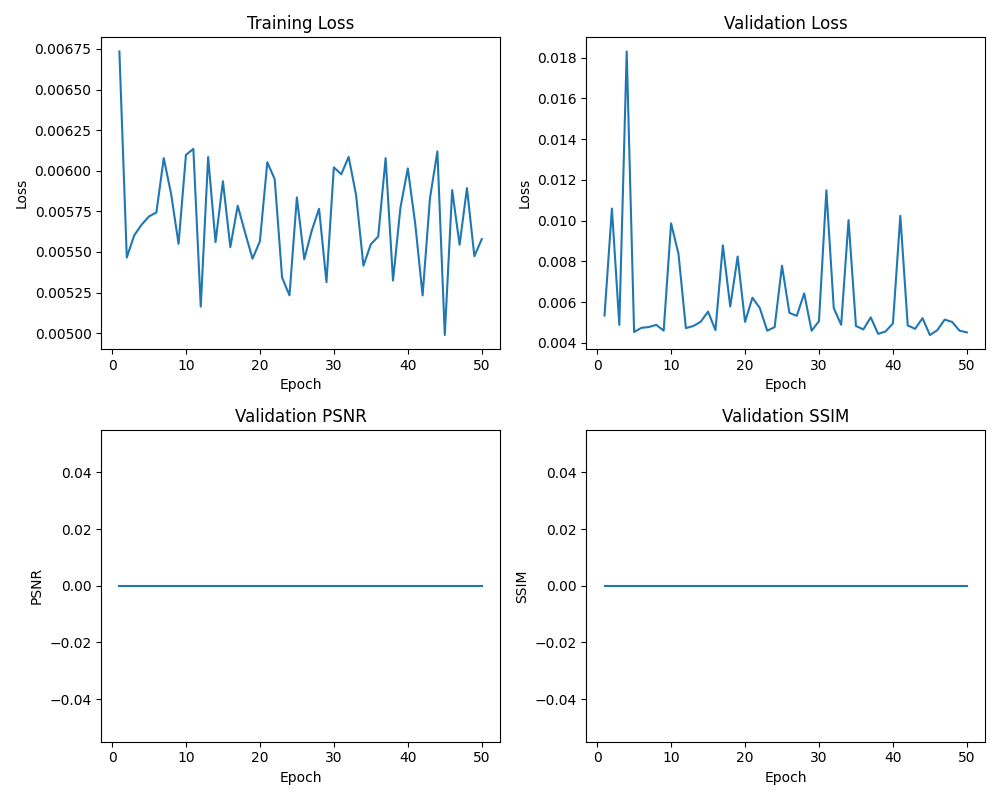 Training Loss
Loss
0.00675
0.00650
0.00625
0.00600
0.00575
0.00550
0.00525
0.00500
0 10 20 30 40 50
Epoch
Validation Loss
Loss
0.018
0.016
0.014
0.012
0.010
0.008
0.006
0.004
0 10 20 30 40 50
Epoch
Validation PSNR
PSNR
0.04
0.02
0.00
−0.02
−0.04
0 10 20 30 40 50
Epoch
Validation SSIM
SSIM
0.04
0.02
0.00
−0.02
−0.04
0 10 20 30 40 50
Epoch